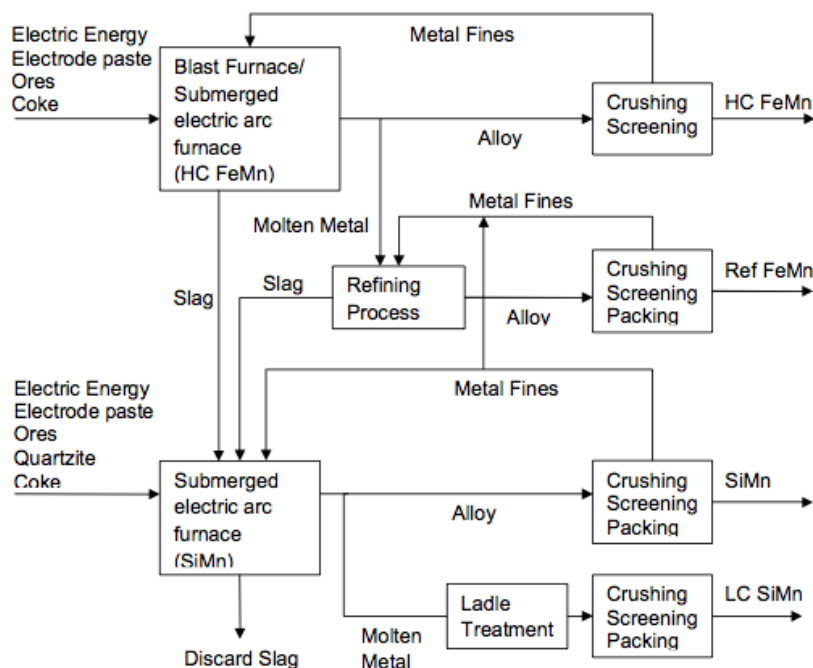 Electric Energy
Electrode paste
Ores
Coke
Blast Furnace/
Submerged
electric arc
furnace
(HC FeMn)
Metal Fines
Alloy
Crushing
Screening
HC FeMn
Molten Metal
Metal Fines
Slag
Slag
Refining
Process
Alloy
Crushing
Screening
Packing
Ref FeMn
Electric Energy
Electrode paste
Ores
Quartzite
Coke
Metal Fines
Submerged
electric arc
furnace
(SiMn)
Alloy
Crushing
Screening
Packing
SiMn
Discard Slag
Molten
Metal
Ladle
Treatment
Crushing
Screening
Packing
LC SiMn